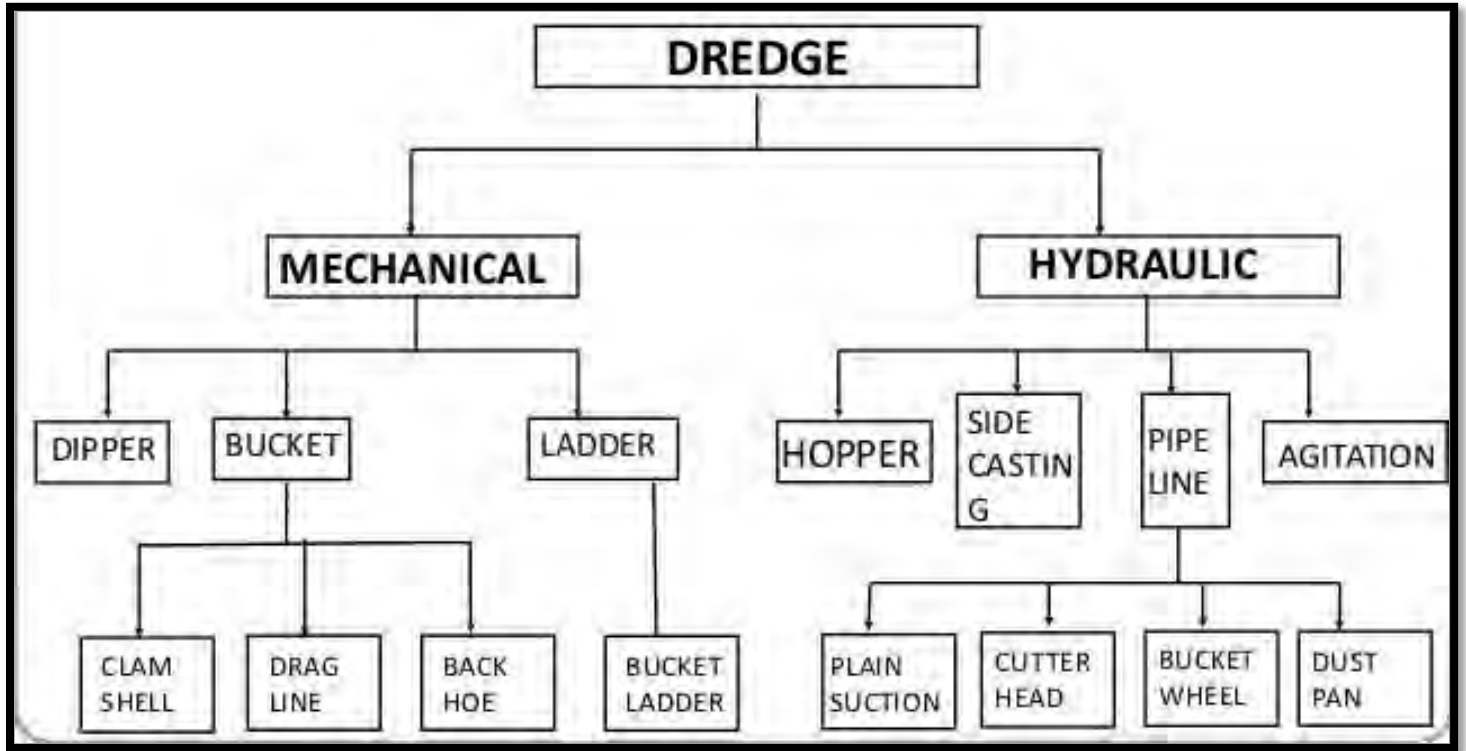 DREDGE
MECHANICAL
HYDRAULIC
DIPPER
BUCKET
LADDER
HOPPER
SIDE
CASTIN
G
PIPE
LINE
AGITATION
CLAM
SHELL
DRAG
LINE
BACK
HOE
BUCKET
LADDER
PLAIN
SUCTION
CUTTER
HEAD
BUCKET
WHEEL
DUST
PAN